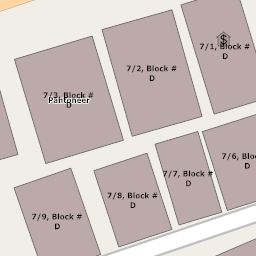 7/1, Block #
D
7/2, Block #
D
7/3, Block #
D
Pantoneer
7/6, Block #
D
7/7, Block #
D
7/8, Block #
D
7/9, Block #
D